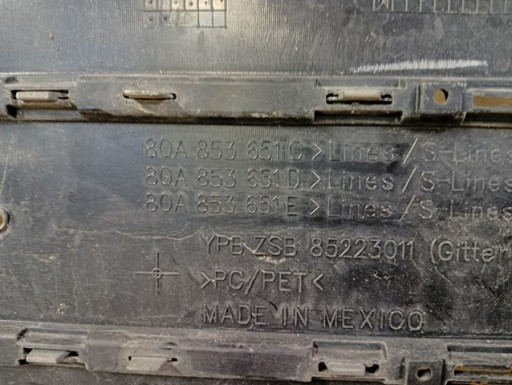 80A 853 651 C >Lines/S-Lines
80A 853 651 D >Lines/S-Lines
80A 853 651 E >Lines/S-Lines
YPB ZSB 85223011 (Gitter
>PC/PET<
MADE IN MEXICO